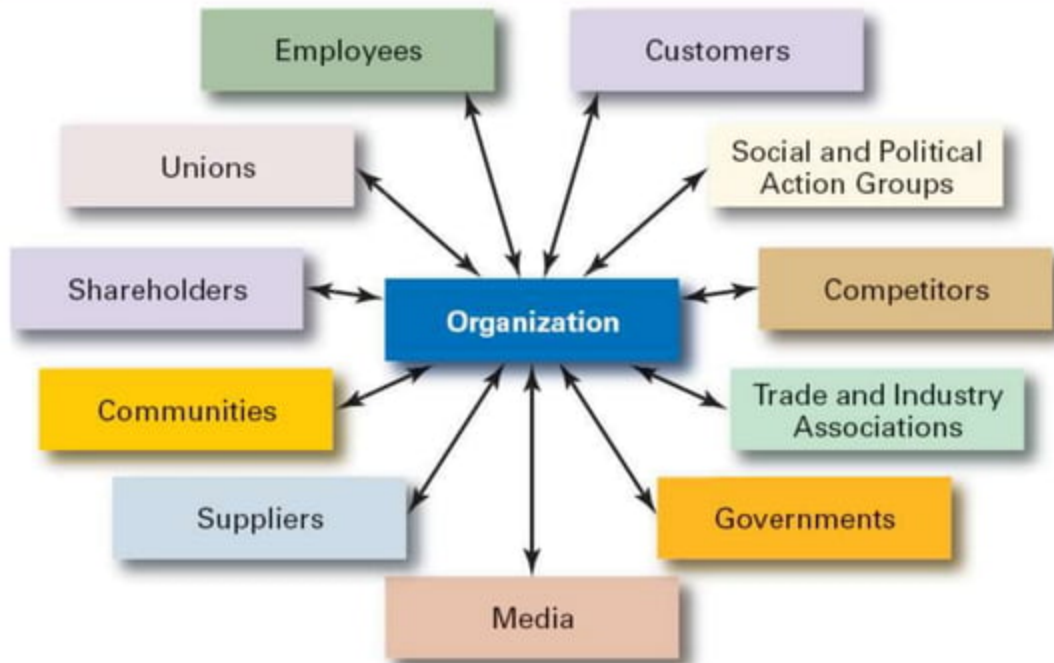 Employees
Customers
Unions
Social and Political
Action Groups
Shareholders
Organization
Competitors
Communities
Trade and Industry
Associations
Suppliers
Governments
Media